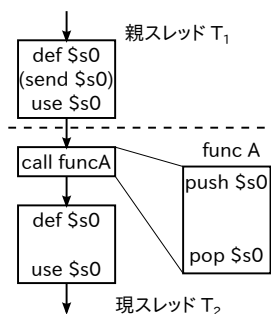 親スレッド T1
def $s0
(send $s0)
use $s0
call funcA
func A
push $s0
pop $s0
def $s0
use $s0
現スレッド T2